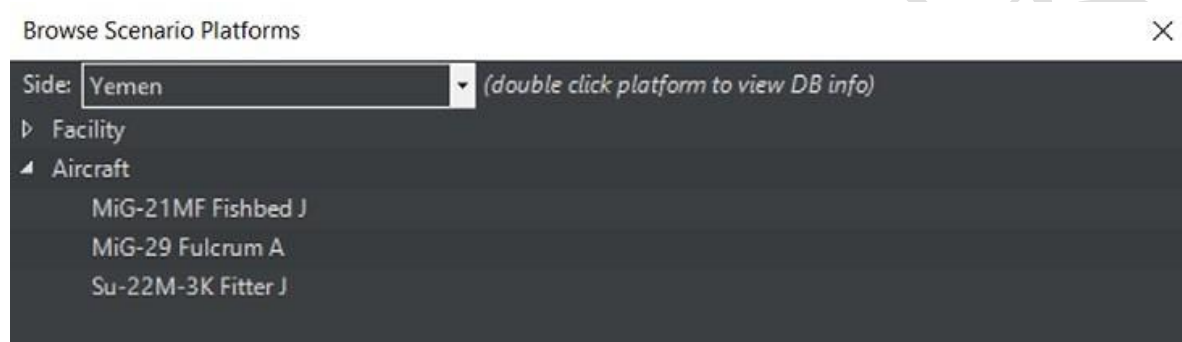 Browse Scenario Platforms
Side: Yemen (double click platform to view DB info)
Facility
Aircraft
MiG-21MF Fishbed J
MiG-29 Fulcrum A
Su-22M-3K Fitter J